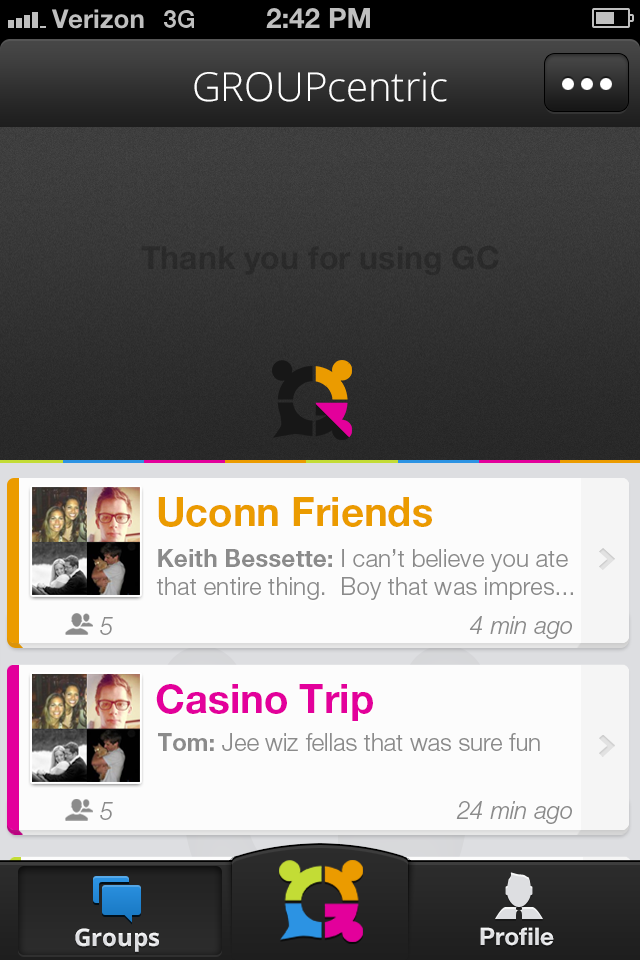 Verizon 3G 2:42 PM
GROUPcentric
Thank you for using GC
Uconn Friends
Keith Bessette: I can’t believe you ate
that entire thing.  Boy that was impres...
5
4 min ago
Casino Trip
Tom: Jee wiz fellas that was sure fun
5
24 min ago
Groups
Profile